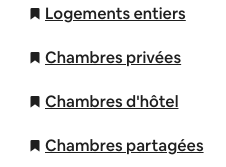 Logements entiers
Chambres privées
Chambres d'hôtel
Chambres partagées